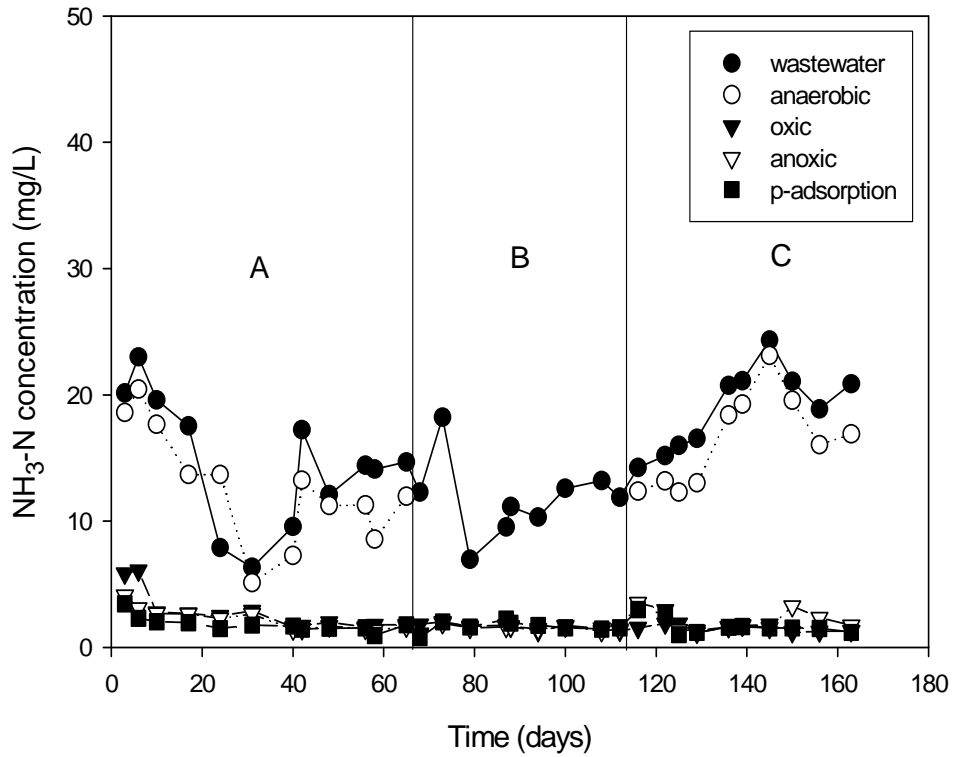 50
40
30
20
10
0
NH3-N concentration (mg/L)
wastewater
anaerobic
oxic
anoxic
p-adsorption
A
B
C
0 20 40 60 80 100 120 140 160 180
Time (days)